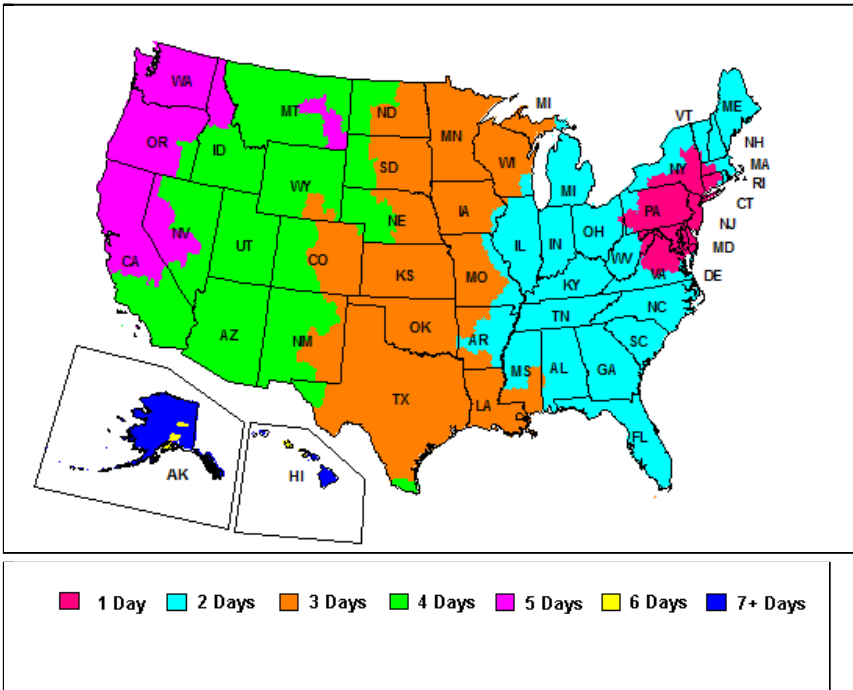 WA
MT
ND
MN
MI
VT
ME
OR
ID
SD
WI
NY
NH
MA
WY
MI
RI
IA
PA
CT
NE
NV
UT
IL
IN
OH
NJ
CA
CO
KS
MO
WV
MD
VA
DE
KY
AZ
NM
OK
AR
TN
NC
SC
TX
LA
MS
AL
GA
FL
AK
HI
1 Day 2 Days 3 Days 4 Days 5 Days 6 Days 7+ Days